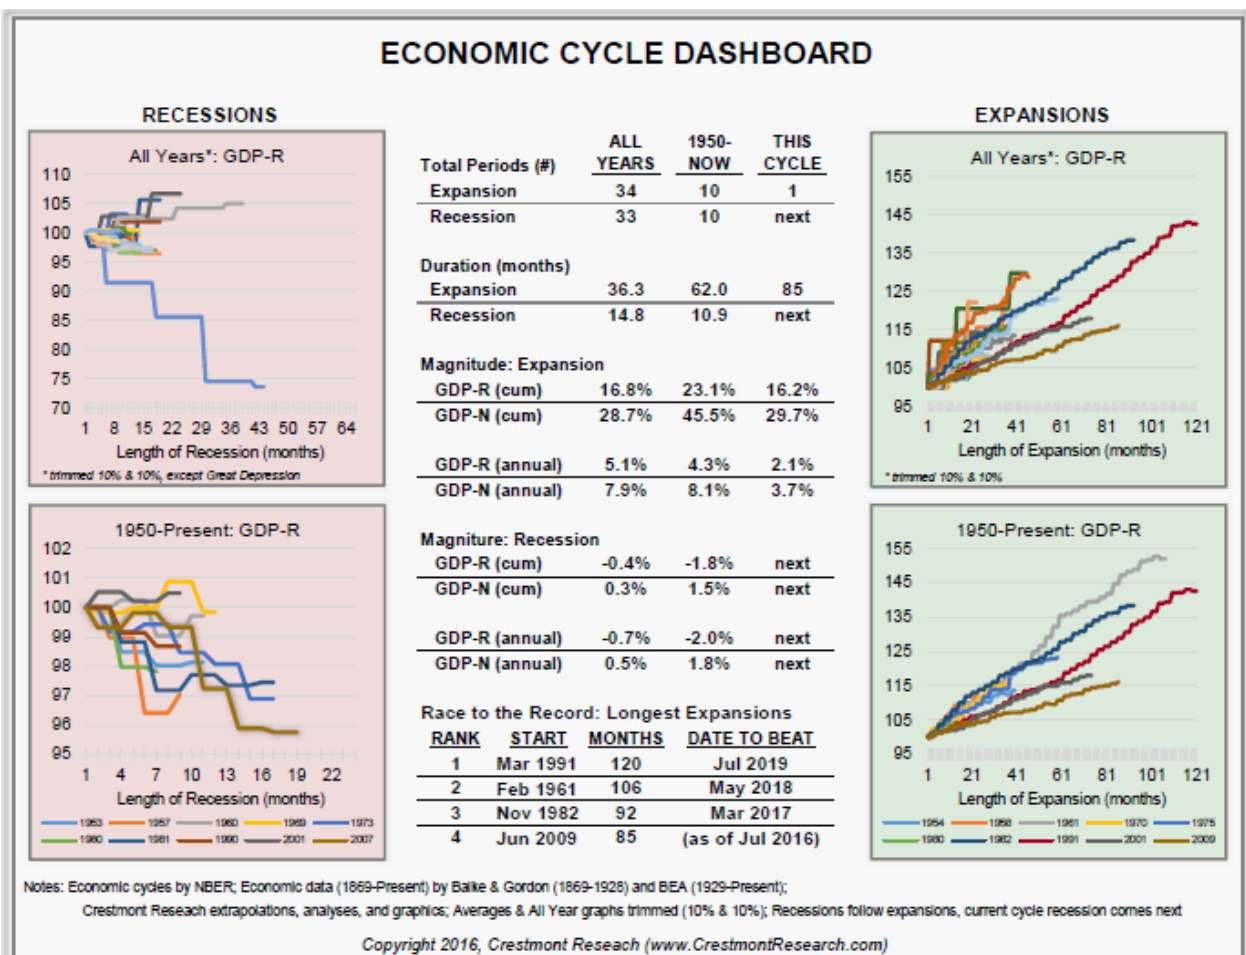 ECONOMIC CYCLE DASHBOARD
RECESSIONS
All Years*: GDP-R
110
105
100
95
90
85
80
75
70
1 8 15 22 29 36 43 50 57 64
Length of Recession (months)
* trimmed 10% & 10%, except Great Depression
1950-Present: GDP-R
102
101
100
99
98
97
96
95
1 4 7 10 13 16 19 22
Length of Recession (months)
1953 1957 1960 1969 1973
1980 1981 1990 2001 2007
ALL 1950- THIS
Total Periods (#) YEARS NOW CYCLE
Expansion 34 10 1
Recession 33 10 next
Duration (months)
Expansion 36.3 62.0 85
Recession 14.8 10.9 next
Magnitude: Expansion
GDP-R (cum) 16.8% 23.1% 16.2%
GDP-N (cum) 28.7% 45.5% 29.7%
GDP-R (annual) 5.1% 4.3% 2.1%
GDP-N (annual) 7.9% 8.1% 3.7%
Magniture: Recession
GDP-R (cum) -0.4% -1.8% next
GDP-N (cum) 0.3% 1.5% next
GDP-R (annual) -0.7% -2.0% next
GDP-N (annual) 0.5% 1.8% next
Race to the Record: Longest Expansions
RANK START MONTHS DATE TO BEAT
1 Mar 1991 120 Jul 2019
2 Feb 1961 106 May 2018
3 Nov 1982 92 Mar 2017
4 Jun 2009 85 (as of Jul 2016)
EXPANSIONS
All Years*: GDP-R
155
145
135
125
115
105
95
1 21 41 61 81 101 121
Length of Expansion (months)
* trimmed 10% & 10%
1950-Present: GDP-R
155
145
135
125
115
105
95
1 21 41 61 81 101 121
Length of Expansion (months)
1954 1958 1961 1970 1975
1980 1982 1991 2001 2009
Notes: Economic cycles by NBER; Economic data (1869-Present) by Balke & Gordon (1869-1928) and BEA (1929-Present);
Crestmont Reseach extrapolations, analyses, and graphics; Averages & All Year graphs trimmed (10% & 10%); Recessions follow expansions, current cycle recession comes next
Copyright 2016, Crestmont Reseach (www.CrestmontResearch.com)